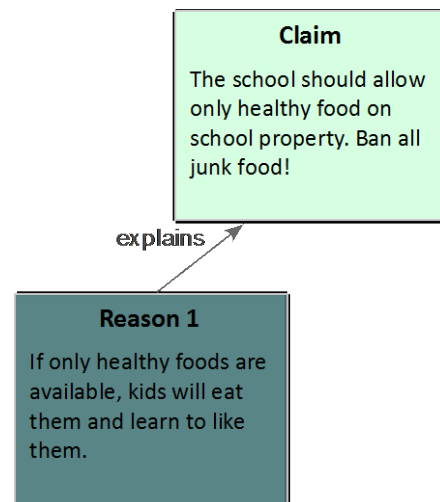 Claim
The school should allow
only healthy food on
school property. Ban all
junk food!
explains
Reason 1
If only healthy foods are
available, kids will eat
them and learn to like
them.